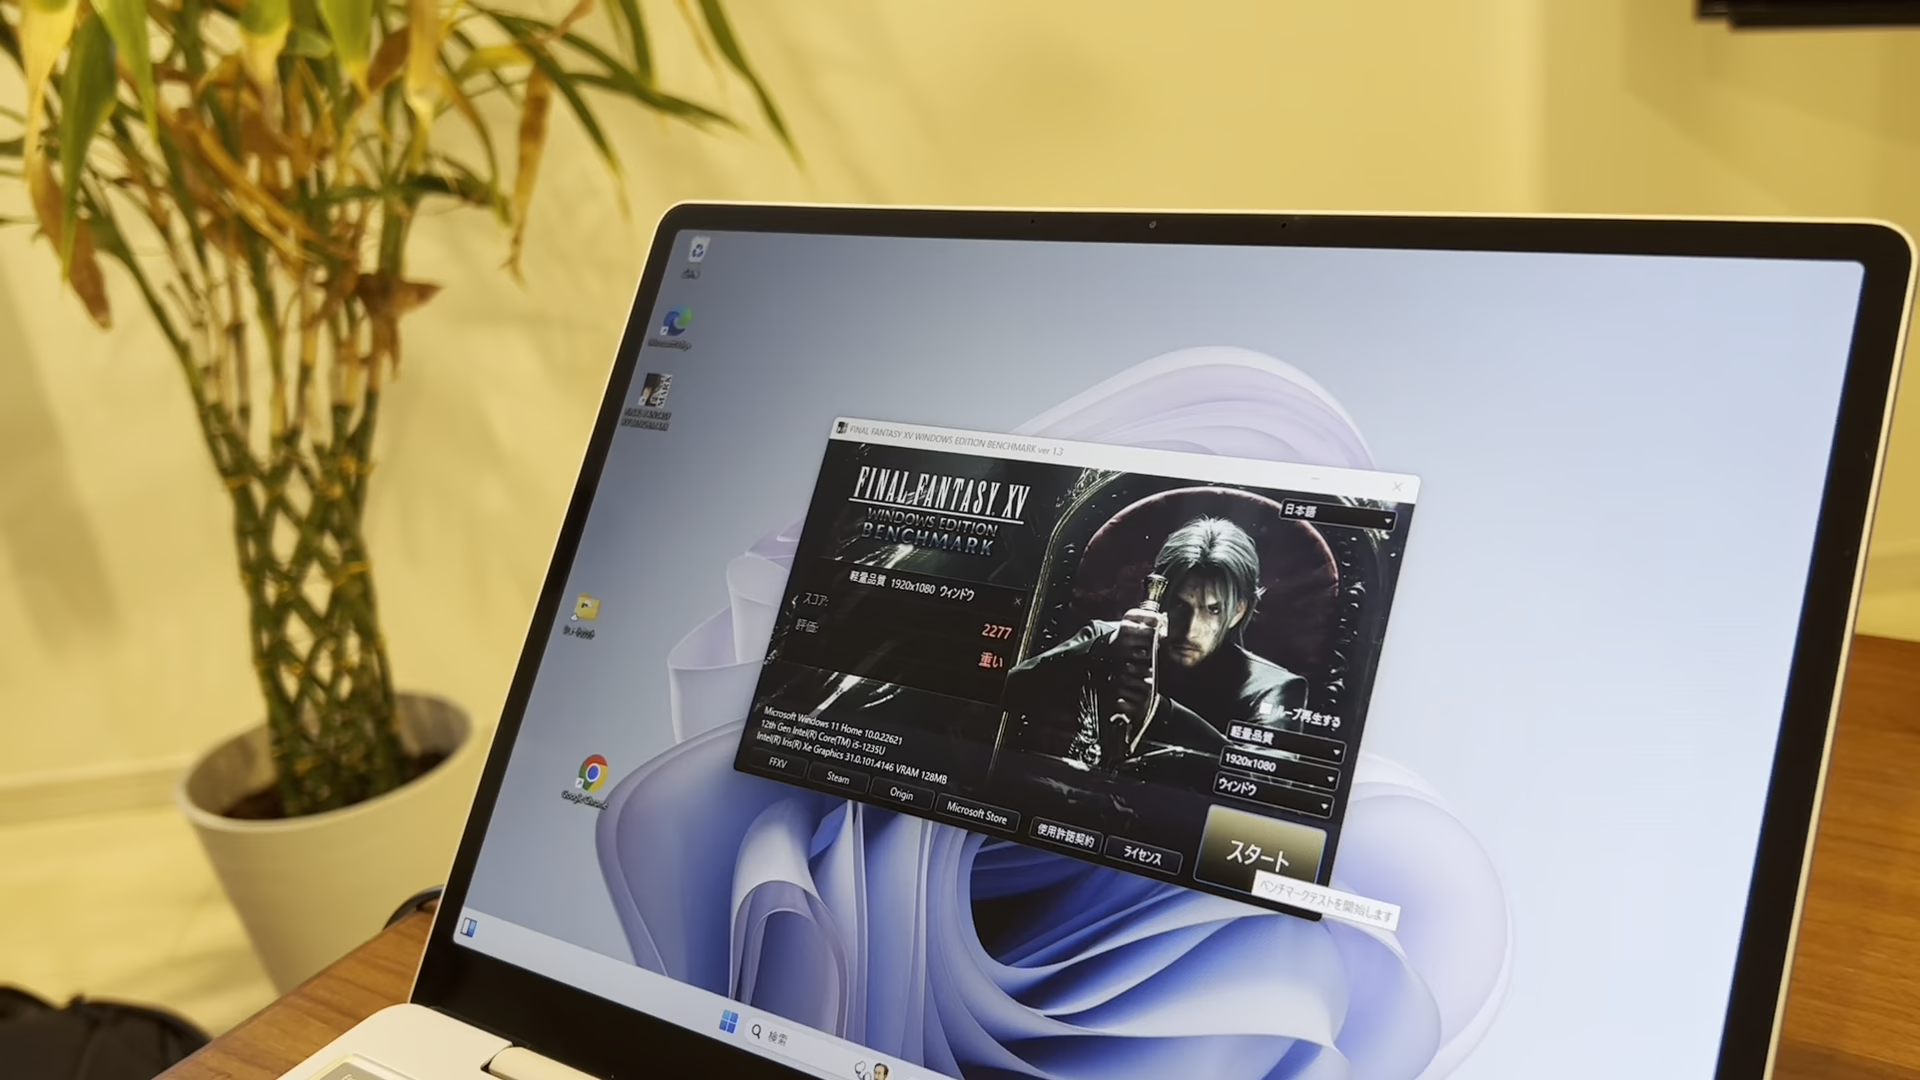 FINAL FANTASY XV WINDOWS EDITION BENCHMARK ver 1.3
FINAL FANTASY XV
WINDOWS EDITION
BENCHMARK
日本語
軽量品質 1920x1080 ウィンドウ
スコア:
2277
評価:
重い
Microsoft Windows 11 Home 10.0.22621
12th Gen Intel(R) Core(TM) i5-1235U
Intel(R) Iris(R) Xe Graphics 31.0.101.4146 VRAM 128MB
ループ再生する
軽量品質
1920x1080
ウィンドウ
FFXV
Steam
Origin
Microsoft Store
使用許諾契約
ライセンス
スタート
ベンチマークテストを開始します
Google Chrome
検索